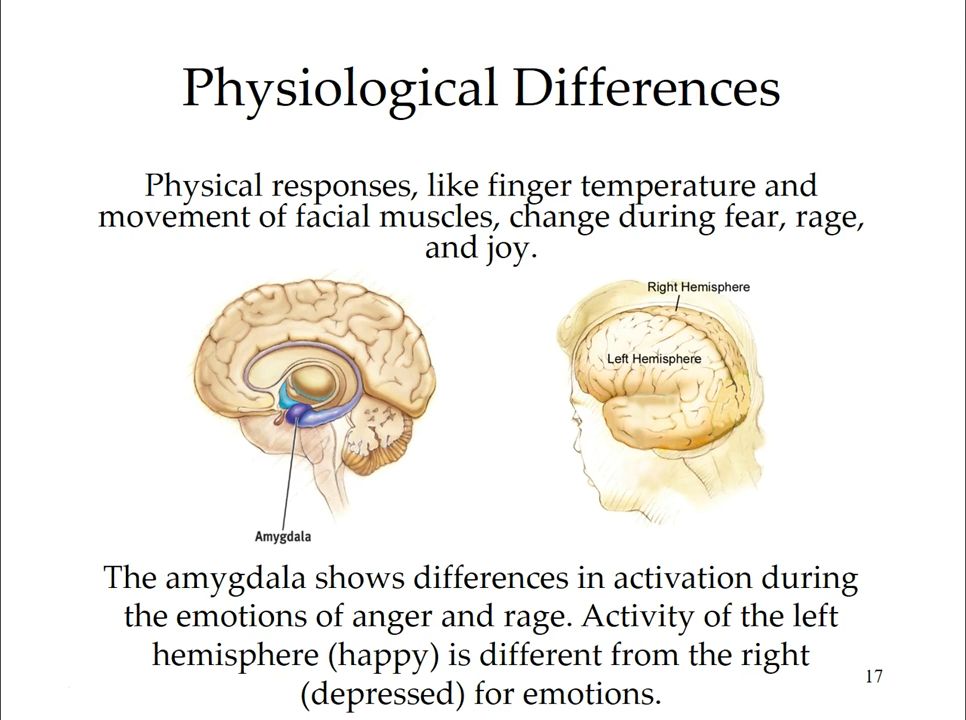 Physiological Differences
Physical responses, like finger temperature and
movement of facial muscles, change during fear, rage,
and joy.
Right Hemisphere
Left Hemisphere
Amygdala
The amygdala shows differences in activation during
the emotions of anger and rage. Activity of the left
hemisphere (happy) is different from the right
(depressed) for emotions.
17